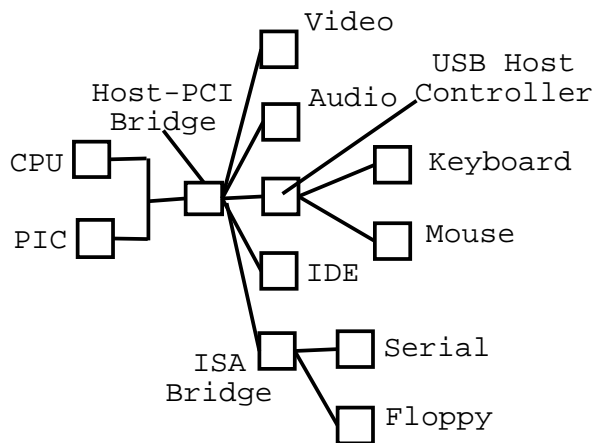 Video
USB Host
Controller
Host-PCI
Bridge
Audio
CPU
Keyboard
PIC
Mouse
IDE
ISA
Bridge
Serial
Floppy